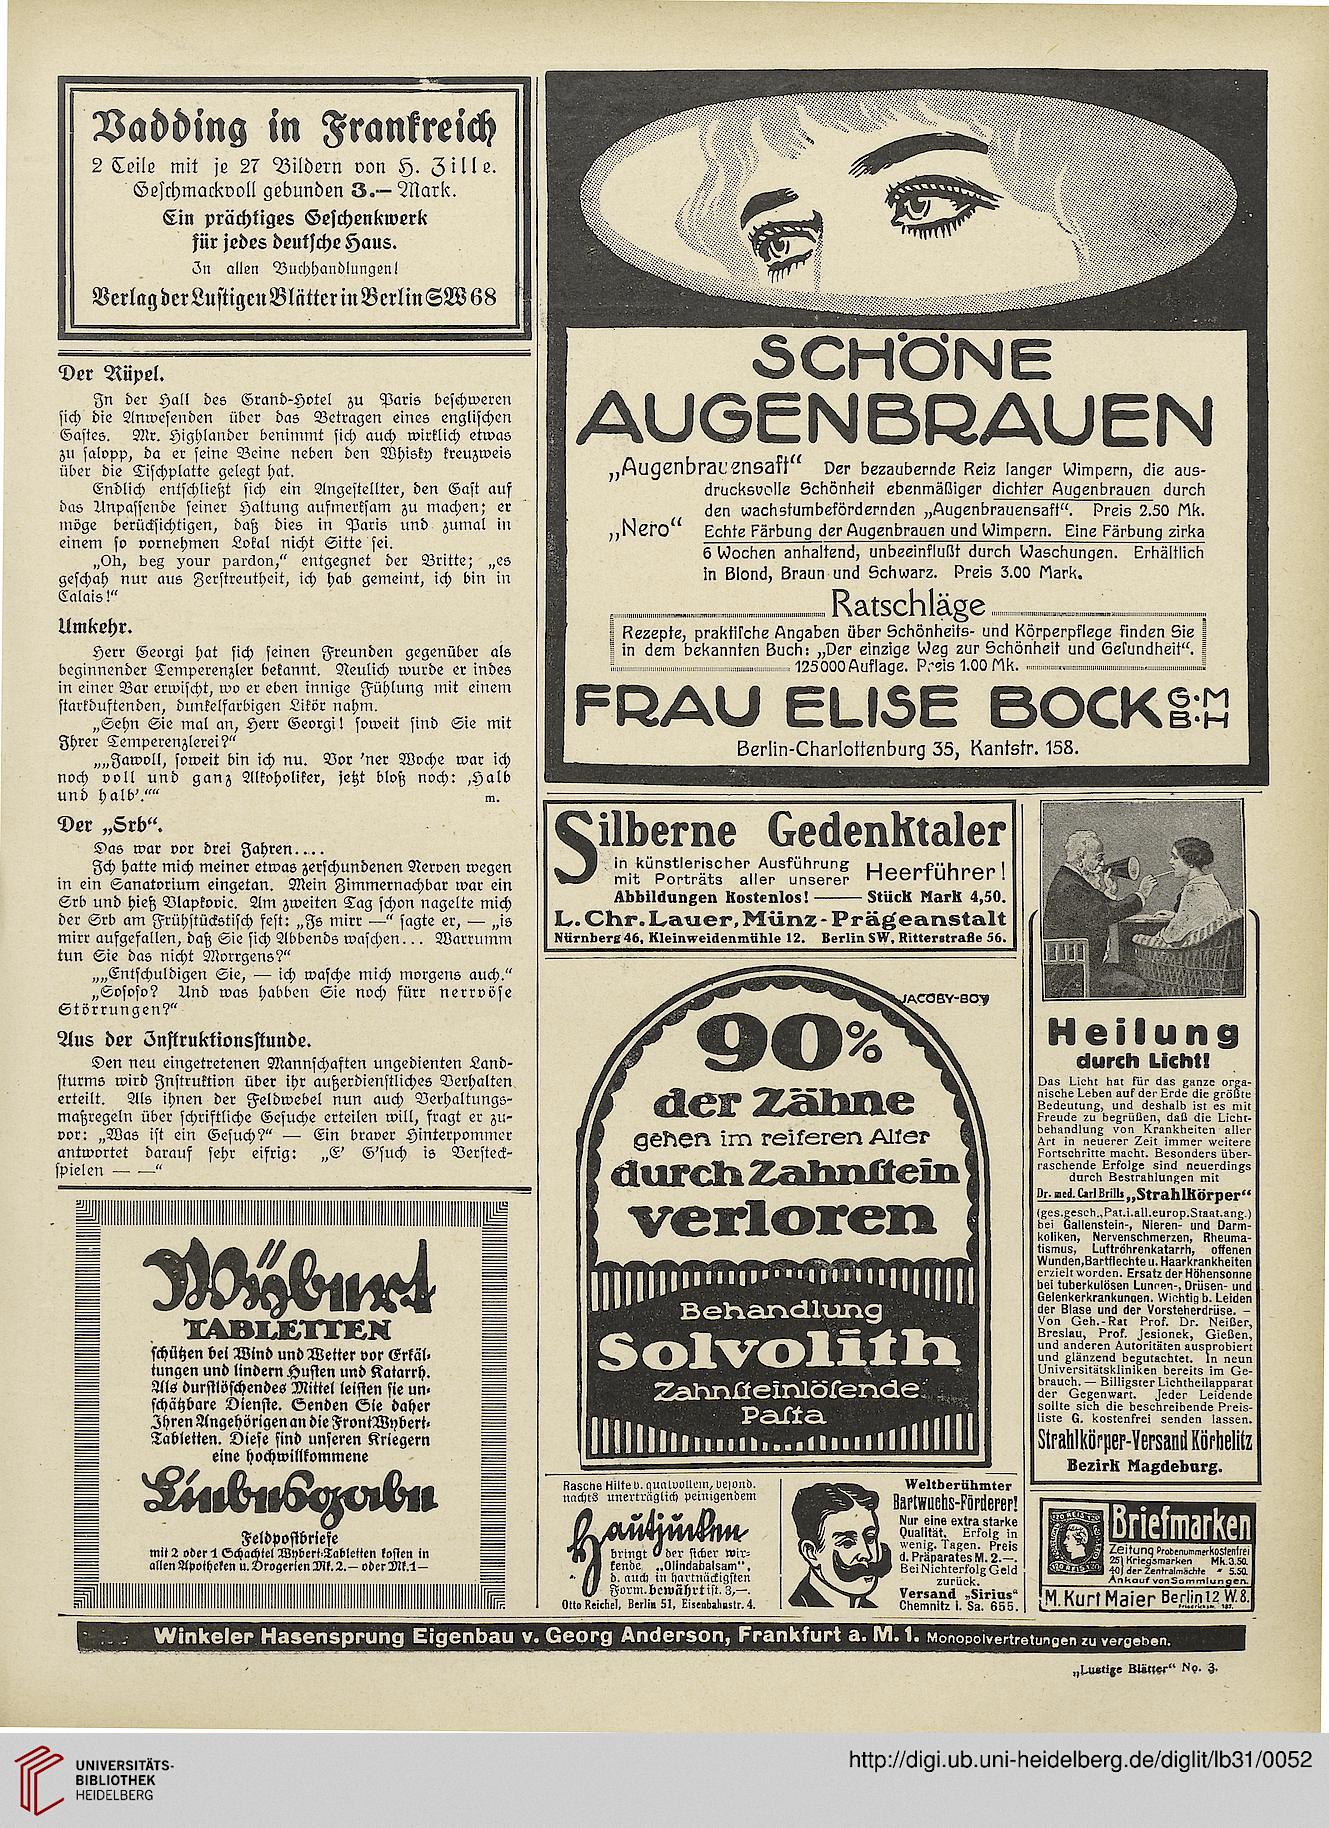 Vadding in Frankreich
2 Teile mit je 27 Bildern von H. Zille.
Geschmackvoll gebunden 3.— Mark.
Ein prächtiges Geschenkwerk
für jedes deutsche Haus.
In allen Buchhandlungen!
Verlag der Lustigen Blätter in Berlin SW 68
Der Rüpel.
In der Hall des Grand-Hotel zu Paris beschweren
sich die Anwesenden über das Betragen eines englischen
Gastes. Mr. Highlander benimmt sich auch wirklich etwas
zu salopp, da er seine Beine neben den Whisky kreuzweis
über die Tischplatte gelegt hat.
Endlich entschließt sich ein Angestellter, den Gast auf
das Unpassende seiner Haltung aufmerksam zu machen; er
möge berücksichtigen, daß dies in Paris und zumal in
einem so vornehmen Lokal nicht Sitte sei.
„Oh, beg your pardon,“ entgegnet der Britte; „es
geschah nur aus Zerstreutheit, ich hab gemeint, ich bin in
Calais!“
Umkehr.
Herr Georgi hat sich seinen Freunden gegenüber als
beginnender Temperenzler bekannt. Neulich wurde er indes
in einer Bar erwischt, wo er eben innige Fühlung mit einem
starkduftenden, dunkelfarbigen Likör nahm.
„Sehn Sie mal an, Herr Georgi! soweit sind Sie mit
Ihrer Temperenzlerei?“
„„Jawoll, soweit bin ich nu. Vor 'ner Woche war ich
noch voll und ganz Alkoholiker, jetzt bloß noch: ‚Halb
und halb‘.““ m.
Der „Srb“.
Das war vor drei Jahren....
Ich hatte mich meiner etwas zerschundenen Nerven wegen
in ein Sanatorium eingetan. Mein Zimmernachbar war ein
Srb und hieß Vlapkovic. Am zweiten Tag schon nagelte mich
der Srb am Frühstückstisch fest: „Is mirr —“ sagte er, — „is
mirr aufgefallen, daß Sie sich Abbends waschen... Warrumm
tun Sie das nicht Morrgens?“
„„Entschuldigen Sie, — ich wasche mich morgens auch.“
„Sososo? Und was habben Sie noch fürr nerrvöse
Störrungen?“
Aus der Instruktionsstunde.
Den neu eingetretenen Mannschaften ungedienten Land-
sturms wird Instruktion über ihr außerdienstliches Verhalten
erteilt. Als ihnen der Feldwebel nun auch Verhaltungs-
maßregeln über schriftliche Gesuche erteilen will, fragt er zu-
vor: „Was ist ein Gesuch?“ — Ein braver Hinterpommer
antwortet darauf sehr eifrig: „E' G'such is Versteck-
spielen — —“
Wybert
TABLETTEN
schützen bei Wind und Wetter vor Erkäl-
tungen und lindern Husten und Katarrh.
Als durstlöschendes Mittel leisten sie un-
schätzbare Dienste. Senden Sie daher
Ihren Angehörigen an die Front Wybert-
Tabletten. Diese sind unseren Kriegern
eine hochwillkommene
Liebesgabe
Feldpostbriefe
mit 2 oder 1 Schachtel Wybert-Tabletten kosten in
allen Apotheken u. Drogerien Mk. 2.— oder Mk. 1—
SCHÖNE
AUGENBRAUEN
„Augenbrauensaft“ Der bezaubernde Reiz langer Wimpern, die aus-
drucksvolle Schönheit ebenmäßiger dichter Augenbrauen durch
den wachstumbefördernden „Augenbrauensaft“. Preis 2.50 Mk.
„Nero“ Echte Färbung der Augenbrauen und Wimpern. Eine Färbung zirka
6 Wochen anhaltend, unbeeinflußt durch Waschungen. Erhältlich
in Blond, Braun und Schwarz. Preis 3.00 Mark.
Ratschläge
Rezepte, praktische Angaben über Schönheits- und Körperpflege finden Sie
in dem bekannten Buch: „Der einzige Weg zur Schönheit und Gesundheit“.
125000 Auflage. Preis 1.00 Mk.
FRAU ELISE BOCK G·M B·H
Berlin-Charlottenburg 35, Kantstr. 158.
Silberne Gedenktaler
in künstlerischer Ausführung
mit Porträts aller unserer Heerführer!
Abbildungen kostenlos! — Stück Mark 4,50.
L. Chr. Lauer, Münz-Prägeanstalt
Nürnberg 46, Kleinweidenmühle 12. Berlin SW, Ritterstraße 56.
JACOBY-BOY
90%
der Zähne
gehen im reiferen Alter
durch Zahnstein
verloren
Behandlung
Solvolith
Zahnsteinlösende
Pasta
Heilung
durch Licht!
Das Licht hat für das ganze orga-
nische Leben auf der Erde die größte
Bedeutung, und deshalb ist es mit
Freude zu begrüßen, daß die Licht-
behandlung von Krankheiten aller
Art in neuerer Zeit immer weitere
Fortschritte macht. Besonders über-
raschende Erfolge sind neuerdings
durch Bestrahlungen mit
Dr. med. Carl Brills „Strahlkörper“
(ges.gesch.,Pat.i.all.europ.Staat.ang.)
bei Gallenstein-, Nieren- und Darm-
koliken, Nervenschmerzen, Rheuma-
tismus, Luftröhrenkatarrh, offenen
Wunden, Bartflechte u. Haarkrankheiten
erzielt worden. Ersatz der Höhensonne
bei tuberkulösen Lungen-, Drüsen- und
Gelenkerkrankungen. Wichtig b. Leiden
der Blase und der Vorsteherdrüse. —
Von Geh.-Rat Prof. Dr. Neißer,
Breslau, Prof. Jesionek, Gießen,
und anderen Autoritäten ausprobiert
und glänzend begutachtet. In neun
Universitätskliniken bereits im Ge-
brauch. — Billigster Lichtheilapparat
der Gegenwart. Jeder Leidende
sollte sich die beschreibende Preis-
liste G. kostenfrei senden lassen.
Strahlkörper-Versand Körbelitz
Bezirk Magdeburg.
Rasche Hilfe b. qualvollem, besond.
nachts unerträglich peinigendem
Hautjucken
bringt der sicher wir-
kende „Olindabalsam“,
d. auch in hartnäckigsten
Form. bewährt ist. 3,—.
Otto Reichel, Berlin 51, Eisenbahnstr. 4.
Weltberühmter
Bartwuchs-Förderer!
Nur eine extra starke
Qualität. Erfolg in
wenig. Tagen. Preis
d. Präparates M. 2.—.
Bei Nichterfolg Geld
zurück.
Versand „Sirius“
Chemnitz i. Sa. 655.
Briefmarken
Zeitung Probenummer kostenfrei
25 Kriegsmarken Mk. 3.50.
40 der Zentralmächte " 5.50.
Ankauf von Sammlungen.
M. Kurt Maier Berlin 12 W. 8.
Winkeler Hasensprung Eigenbau v. Georg Anderson, Frankfurt a. M. 1. Monopolvertretungen zu vergeben.
„Lustige Blätter“ No. 3.
UNIVERSITÄTS-
BIBLIOTHEK
HEIDELBERG
http://digi.ub.uni-heidelberg.de/diglit/lb31/0052